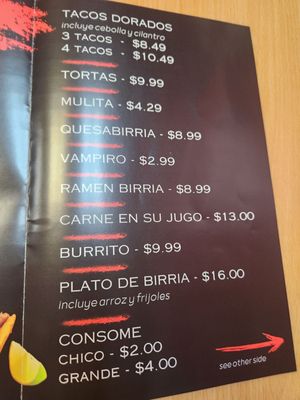 TACOS DORADOS
incluye cebolla y cilantro
3 TACOS - $8.49
4 TACOS - $10.49
TORTAS - $9.99
MULITA - $4.29
QUESABIRRIA - $8.99
VAMPIRO - $2.99
RAMEN BIRRIA - $8.99
CARNE EN SU JUGO - $13.00
BURRITO - $9.99
PLATO DE BIRRIA - $16.00
Incluye arroz y frijoles
CONSOME
CHICO - $2.00
GRANDE - $4.00
see other side